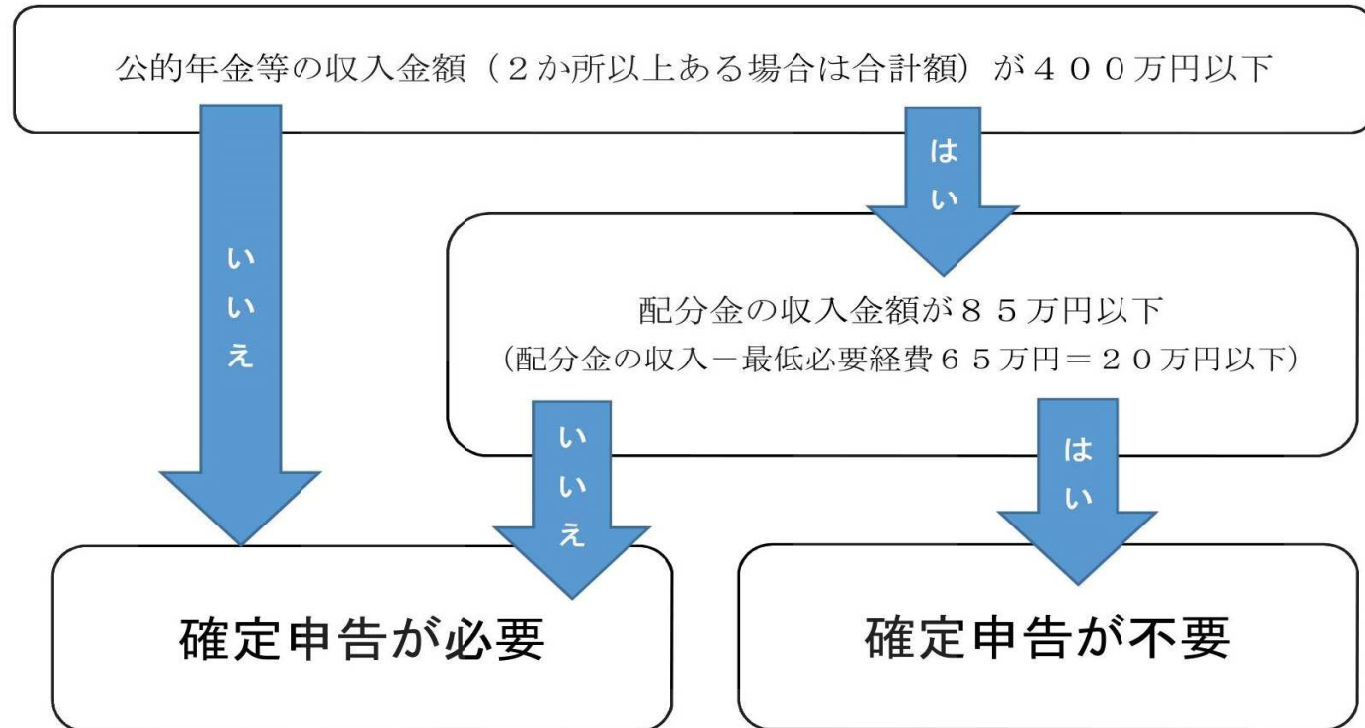 公的年金等の収入金額（２か所以上ある場合は合計額）が４００万円以下
はい
いいえ
配分金の収入金額が８５万円以下
（配分金の収入－最低必要経費６５万円＝２０万円以下）
いいえ
はい
確定申告が必要
確定申告が不要